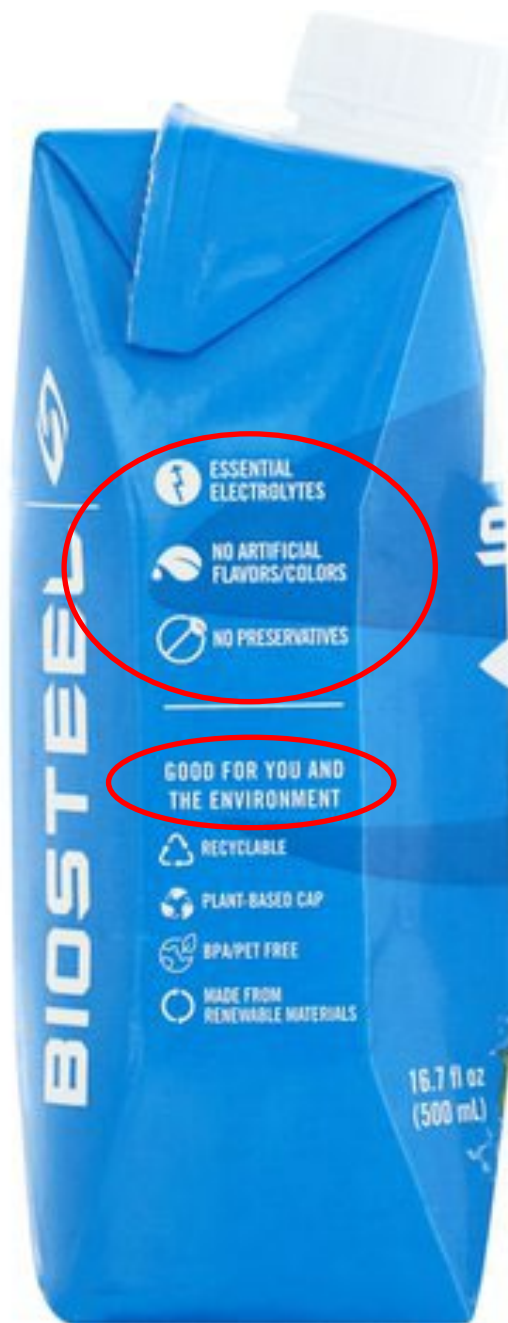 BIOSTEEL
ESSENTIAL
ELECTROLYTES
NO ARTIFICIAL
FLAVORS/COLORS
NO PRESERVATIVES
GOOD FOR YOU AND
THE ENVIRONMENT
RECYCLABLE
PLANT-BASED CAP
BPA/PET FREE
MADE FROM
RENEWABLE MATERIALS
16.7 fl oz
(500 mL)